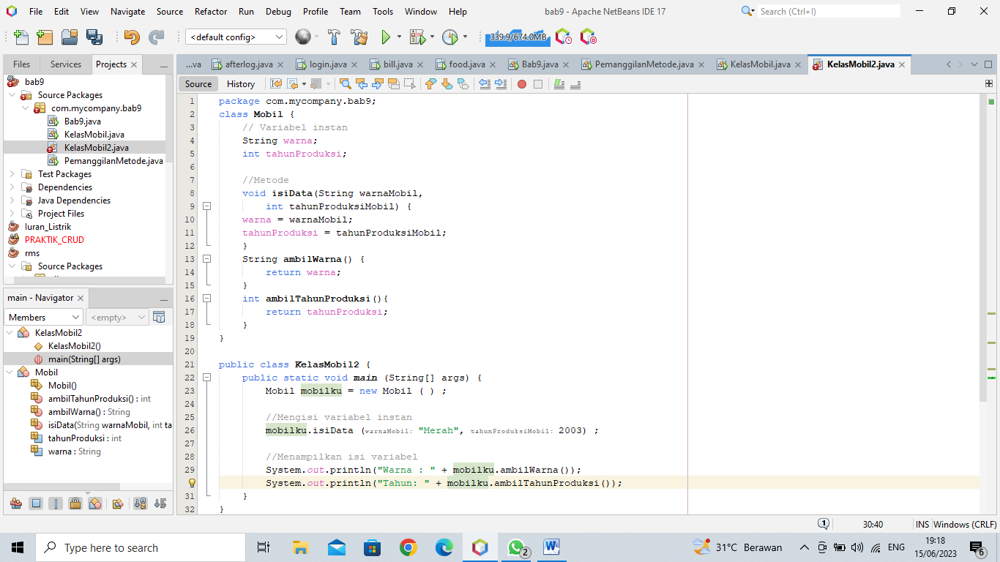 File Edit View Navigate Source Refactor Run Debug Profile Team Tools Window Help bab9 - Apache NetBeans IDE 17 Search (Ctrl+I)
<default config> 339.9/674.0MB
Files Services Projects
...va afterlog.java login.java bill.java food.java Bab9.java PemanggilanMetode.java KelasMobil.java KelasMobil2.java
Source History
bab9
Source Packages
com.mycompany.bab9
Bab9.java
KelasMobil.java
KelasMobil2.java
PemanggilanMetode.java
Test Packages
Dependencies
Java Dependencies
Project Files
Iuran_Listrik
PRAKTIK_CRUD
rms
Source Packages
main - Navigator
Members <empty>
KelasMobil2
KelasMobil2()
main(String[] args)
Mobil
Mobil()
ambilTahunProduksi() : int
ambilWarna() : String
isiData(String warnaMobil, int ta
tahunProduksi : int
warna : String
1 package com.mycompany.bab9;
2 class Mobil {
3 // Variabel instan
4 String warna;
5 int tahunProduksi;
6
7 //Metode
8 void isiData(String warnaMobil,
9 int tahunProduksiMobil) {
10 warna = warnaMobil;
11 tahunProduksi = tahunProduksiMobil;
12 }
13 String ambilWarna() {
14 return warna;
15 }
16 int ambilTahunProduksi(){
17 return tahunProduksi;
18 }
19 }
20
21 public class KelasMobil2 {
22 public static void main (String[] args) {
23 Mobil mobilku = new Mobil ( ) ;
24
25 //Mengisi variabel instan
26 mobilku.isiData (warnaMobil: "Merah", tahunProduksiMobil: 2003) ;
27
28 //Menampilkan isi variabel
29 System.out.println("Warna : " + mobilku.ambilWarna());
System.out.println("Tahun: " + mobilku.ambilTahunProduksi());
31 }
32 }
1 30:40 INS Windows (CRLF)
Type here to search 2 31°C Berawan ENG 19:18
15/06/2023 6